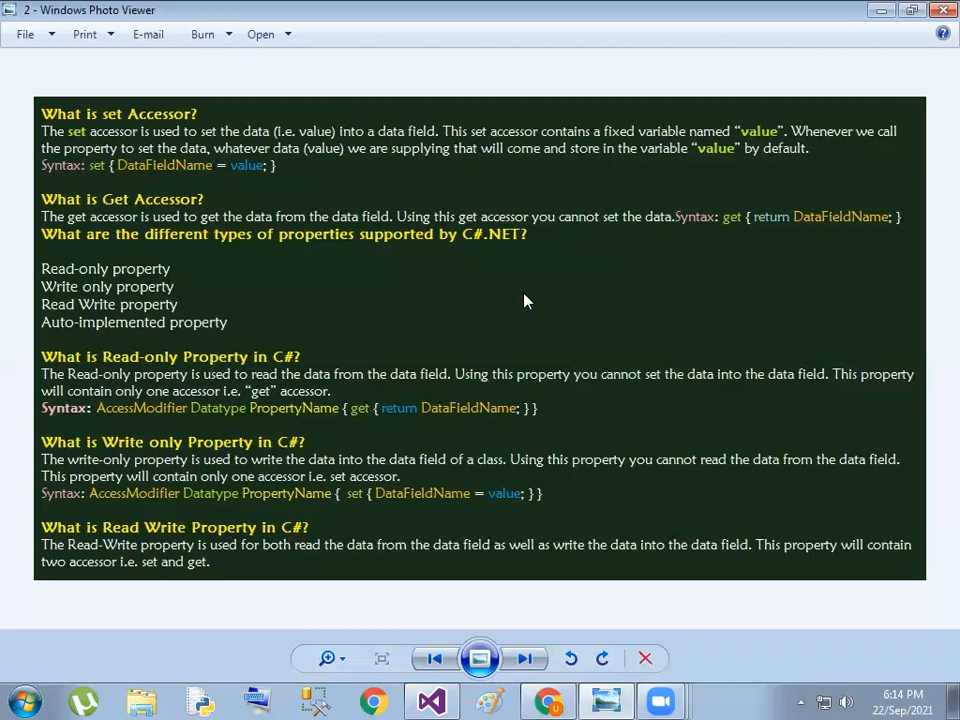 2 - Windows Photo Viewer
File Print E-mail Burn Open
What is set Accessor?
The set accessor is used to set the data (i.e. value) into a data field. This set accessor contains a fixed variable named “value”. Whenever we call
the property to set the data, whatever data (value) we are supplying that will come and store in the variable “value” by default.
Syntax: set { DataFieldName = value; }
What is Get Accessor?
The get accessor is used to get the data from the data field. Using this get accessor you cannot set the data.Syntax: get { return DataFieldName; }
What are the different types of properties supported by C#.NET?
Read-only property
Write only property
Read Write property
Auto-implemented property
What is Read-only Property in C#?
The Read-only property is used to read the data from the data field. Using this property you cannot set the data into the data field. This property
will contain only one accessor i.e. “get” accessor.
Syntax: AccessModifier Datatype PropertyName { get { return DataFieldName; } }
What is Write only Property in C#?
The write-only property is used to write the data into the data field of a class. Using this property you cannot read the data from the data field.
This property will contain only one accessor i.e. set accessor.
Syntax: AccessModifier Datatype PropertyName { set { DataFieldName = value; } }
What is Read Write Property in C#?
The Read-Write property is used for both read the data from the data field as well as write the data into the data field. This property will contain
two accessor i.e. set and get.
6:14 PM
22/Sep/2021